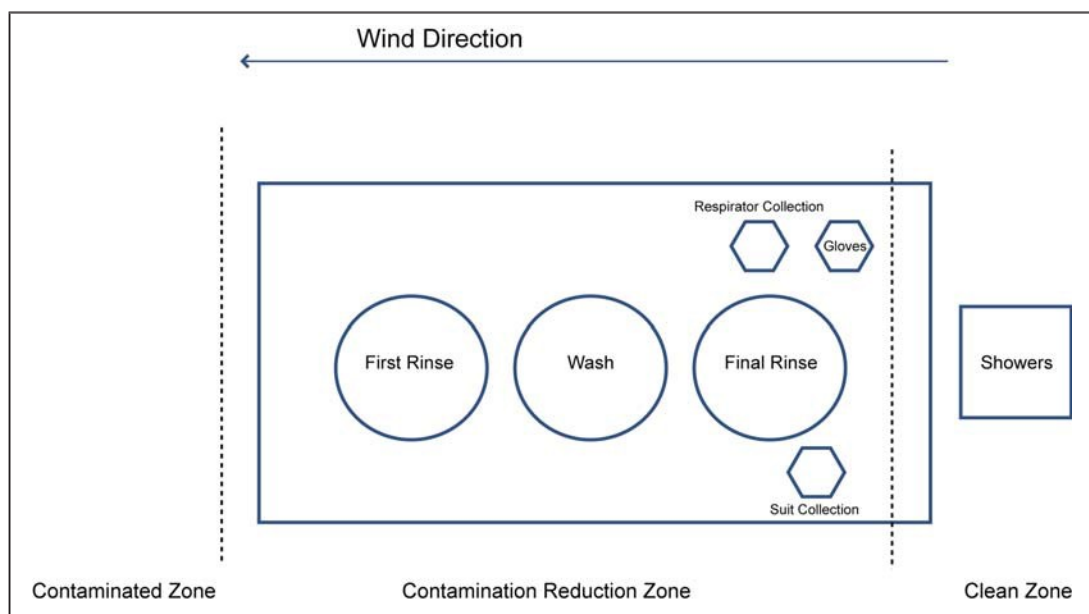 Wind Direction
Respirator Collection
Gloves
First Rinse
Wash
Final Rinse
Showers
Suit Collection
Contaminated Zone
Contamination Reduction Zone
Clean Zone